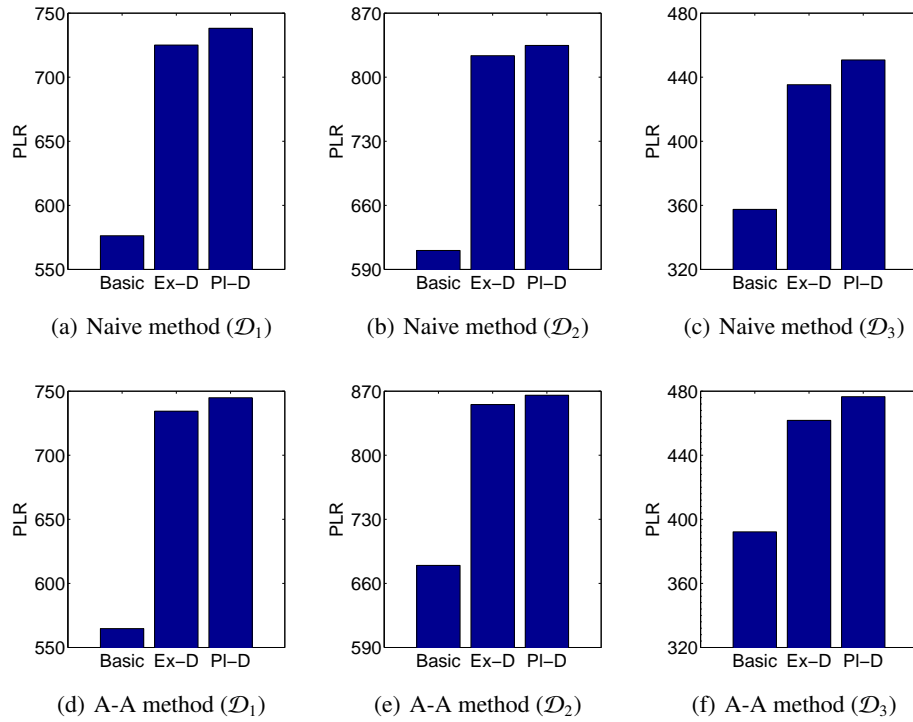 750
700
650
600
550
PLR
Basic Ex–D Pl–D
(a) Naive method (𝒟₁)
870
800
730
660
590
PLR
Basic Ex–D Pl–D
(b) Naive method (𝒟₂)
480
440
400
360
320
PLR
Basic Ex–D Pl–D
(c) Naive method (𝒟₃)
750
700
650
600
550
PLR
Basic Ex–D Pl–D
(d) A-A method (𝒟₁)
870
800
730
660
590
PLR
Basic Ex–D Pl–D
(e) A-A method (𝒟₂)
480
440
400
360
320
PLR
Basic Ex–D Pl–D
(f) A-A method (𝒟₃)